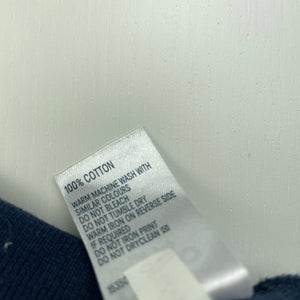 100% COTTON
WARM MACHINE WASH WITH
SIMILAR COLOURS
DO NOT BLEACH
DO NOT TUMBLE DRY
WARM IRON ON REVERSE SIDE
IF REQUIRED
DO NOT IRON PRINT
DO NOT DRYCLEAN